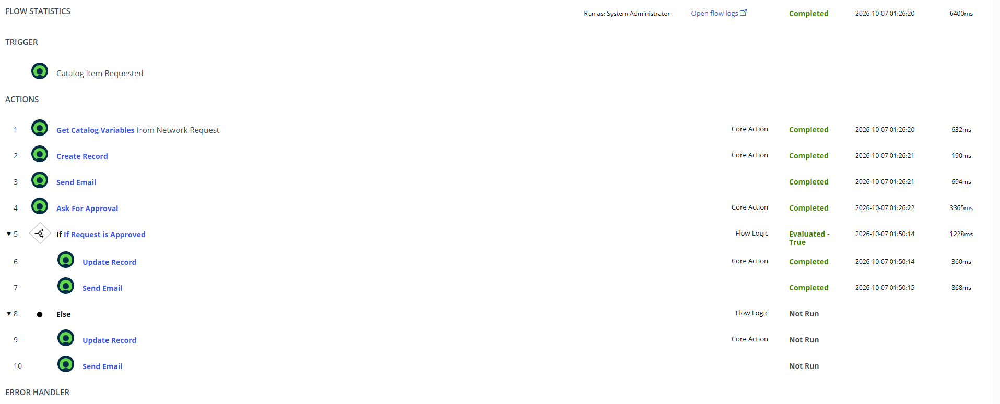 FLOW STATISTICS Run as: System Administrator Open flow logs Completed 2026-10-07 01:26:20 6400ms
TRIGGER
Catalog Item Requested
ACTIONS
1 Get Catalog Variables from Network Request Core Action Completed 2026-10-07 01:26:20 632ms
2 Create Record Core Action Completed 2026-10-07 01:26:21 190ms
3 Send Email Completed 2026-10-07 01:26:21 694ms
4 Ask For Approval Core Action Completed 2026-10-07 01:26:22 3365ms
5 If If Request is Approved Flow Logic Evaluated - True 2026-10-07 01:50:14 1228ms
6 Update Record Core Action Completed 2026-10-07 01:50:14 360ms
7 Send Email Completed 2026-10-07 01:50:15 868ms
8 Else Flow Logic Not Run
9 Update Record Core Action Not Run
10 Send Email Not Run
ERROR HANDLER